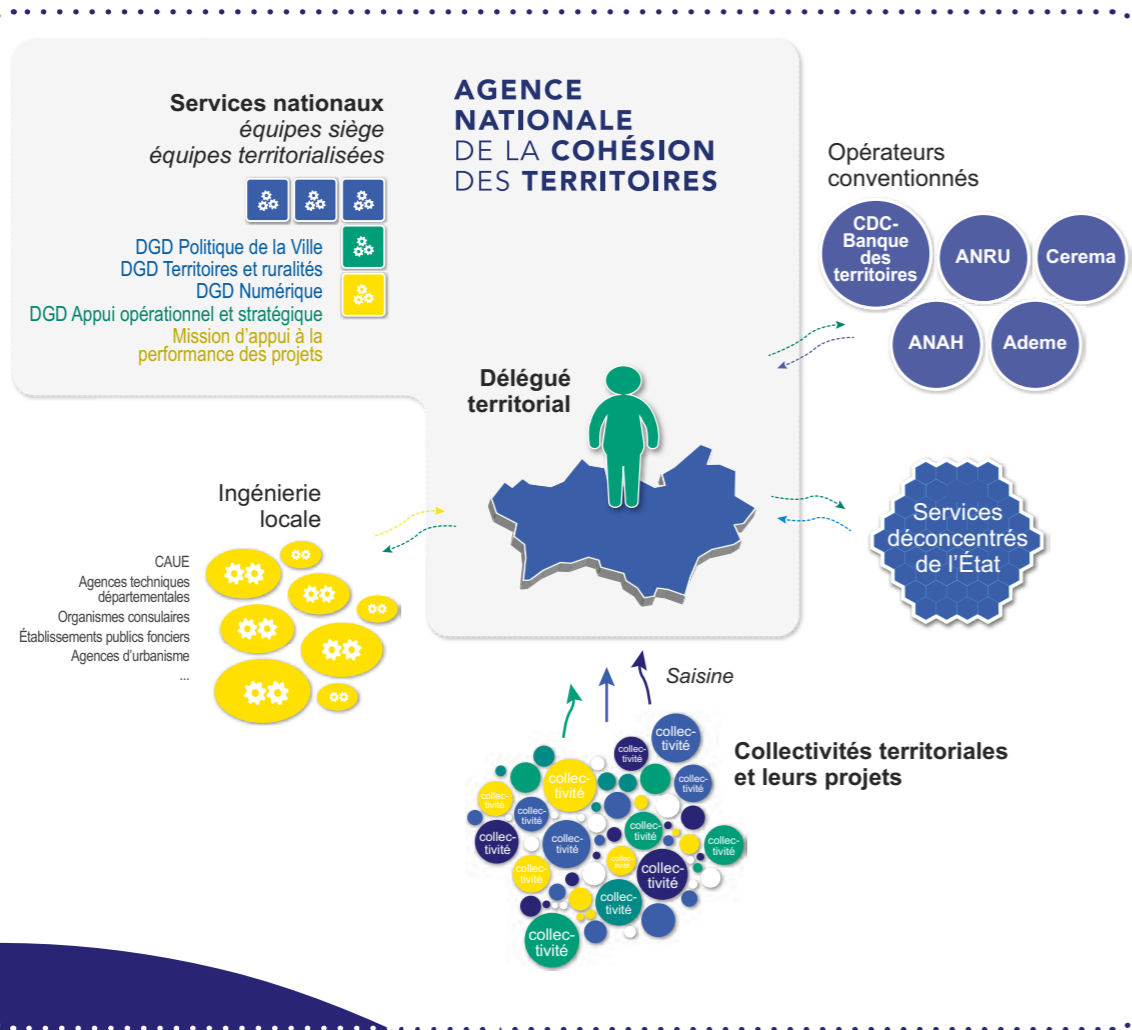 AGENCE
NATIONALE
DE LA COHÉSION
DES TERRITOIRES
Services nationaux
équipes siège
équipes territorialisées
DGD Politique de la Ville
DGD Territoires et ruralités
DGD Numérique
DGD Appui opérationnel et stratégique
Mission d’appui à la
performance des projets
Délégué
territorial
Opérateurs
conventionnés
CDC-
Banque
des
territoires
ANRU
Cerema
ANAH
Ademe
Services
déconcentrés
de l’État
Ingénierie
locale
CAUE
Agences techniques
départementales
Organismes consulaires
Établissements publics fonciers
Agences d’urbanisme
...
Saisine
Collectivités territoriales
et leurs projets
collec-
tivité
collec-
tivité
collec-
tivité
collec-
tivité
collec-
tivité
collec-
tivité
collec-
tivité
collec-
tivité
collec-
tivité
collec-
tivité
collec-
tivité
collec-
tivité
collec-
tivité
collec-
tivité
collec-
tivité